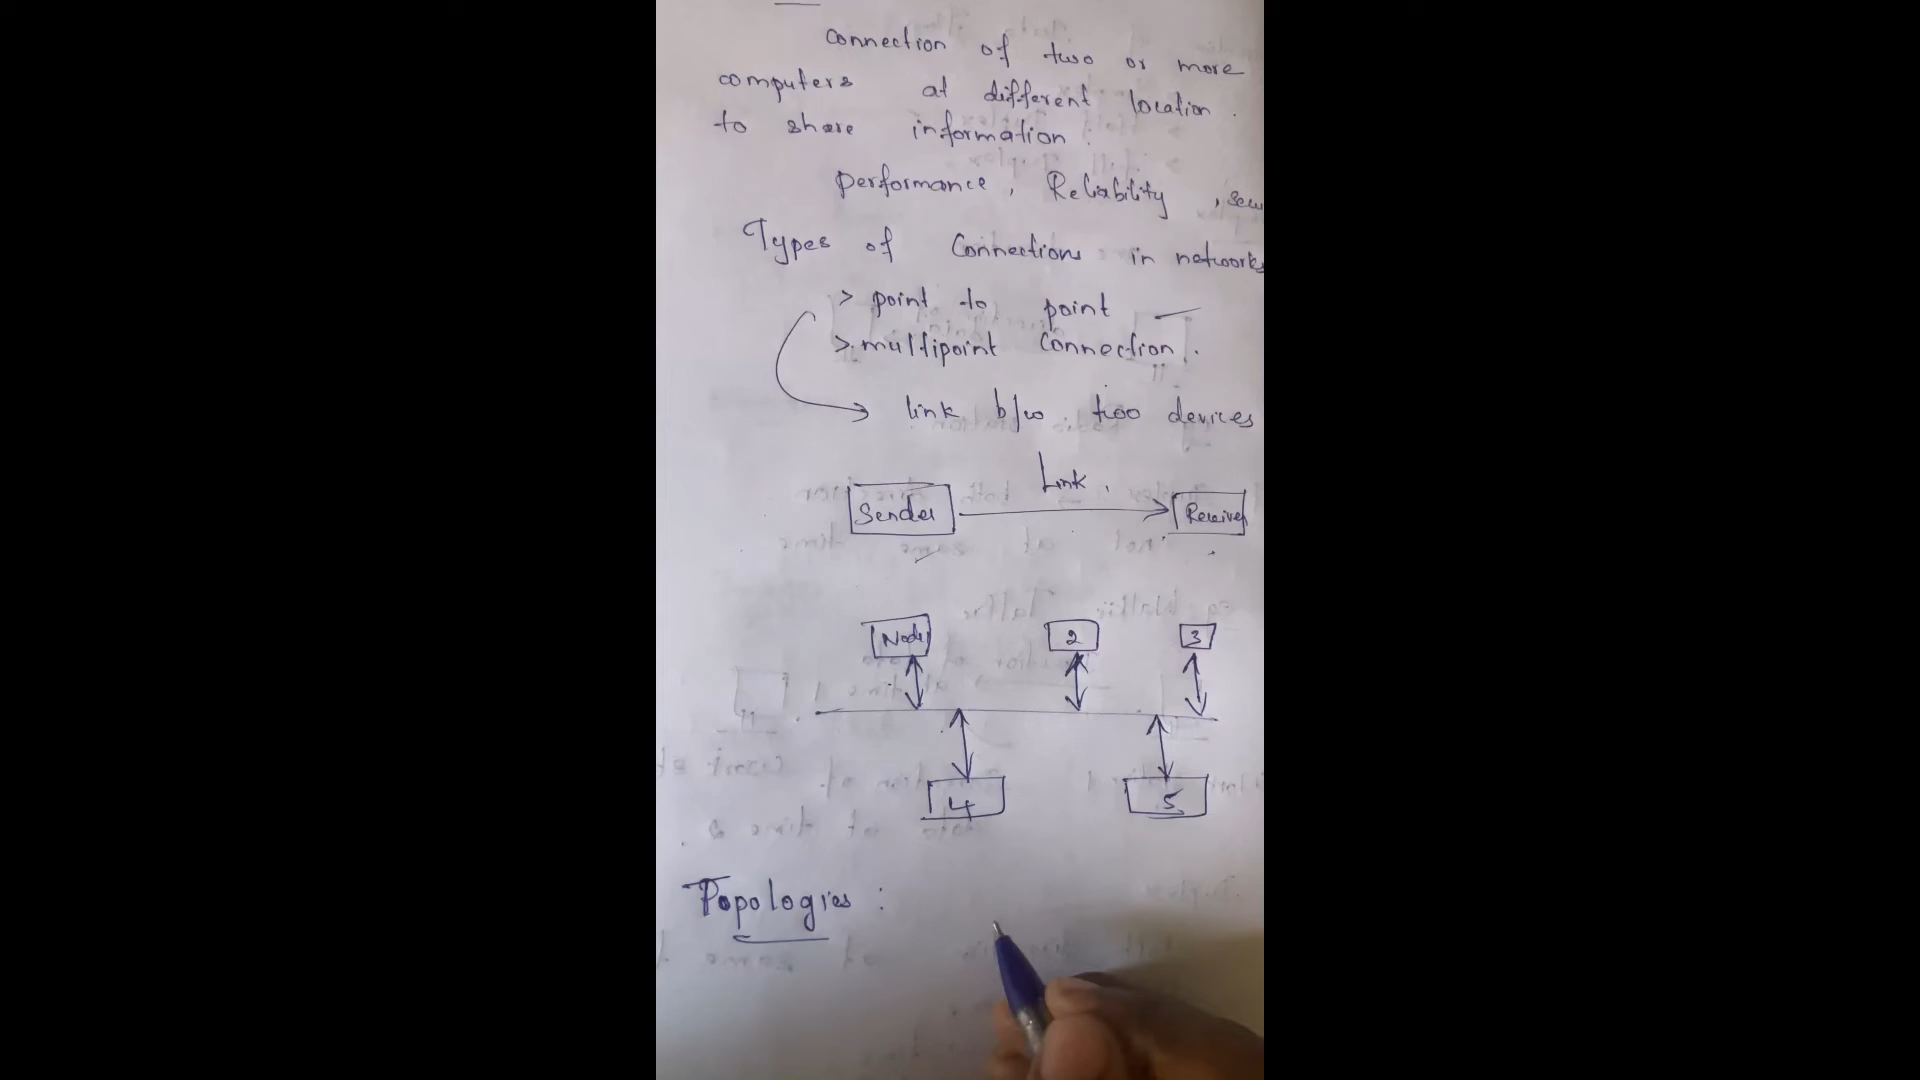 Connection of two or more
computers at different location.
to share information.
performance, Reliability,
Types of Connections in networks
> point to point
> multipoint connection.
link b/w two devices
Link.
Sender Receiver
Node 2 3
4 5
Topologies: